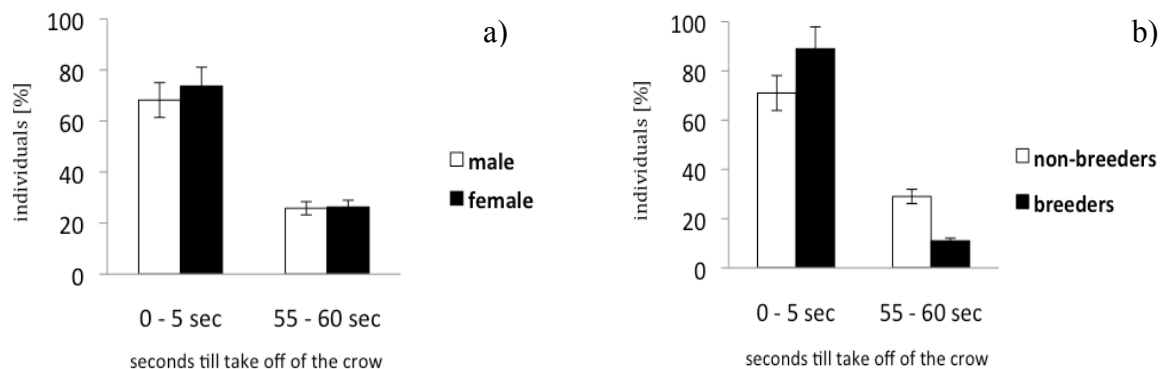 a)
individuals [%]
100
80
60
40
20
0
male
female
0 - 5 sec 55 - 60 sec
seconds till take off of the crow
b)
individuals [%]
100
80
60
40
20
0
non-breeders
breeders
0 - 5 sec 55 - 60 sec
seconds till take off of the crow